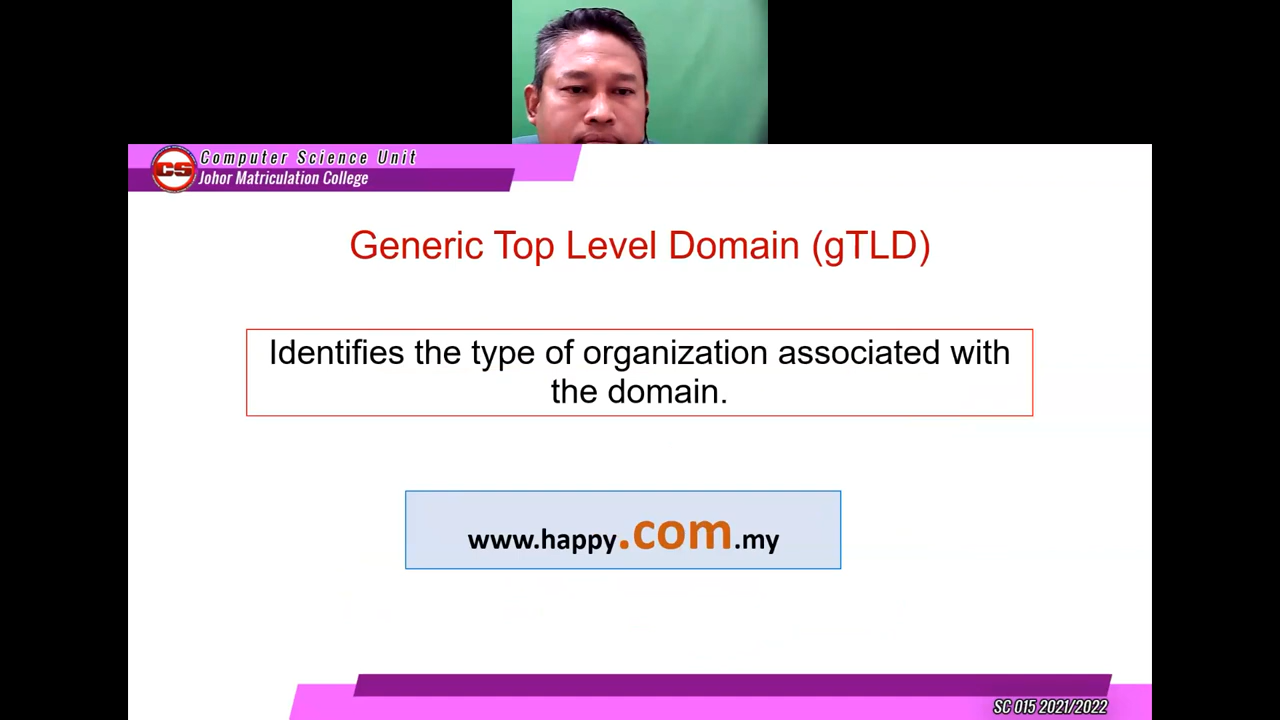 CS
Computer Science Unit
Johor Matriculation College
Generic Top Level Domain (gTLD)
Identifies the type of organization associated with
the domain.
www.happy.com.my
SC 015 2021/2022